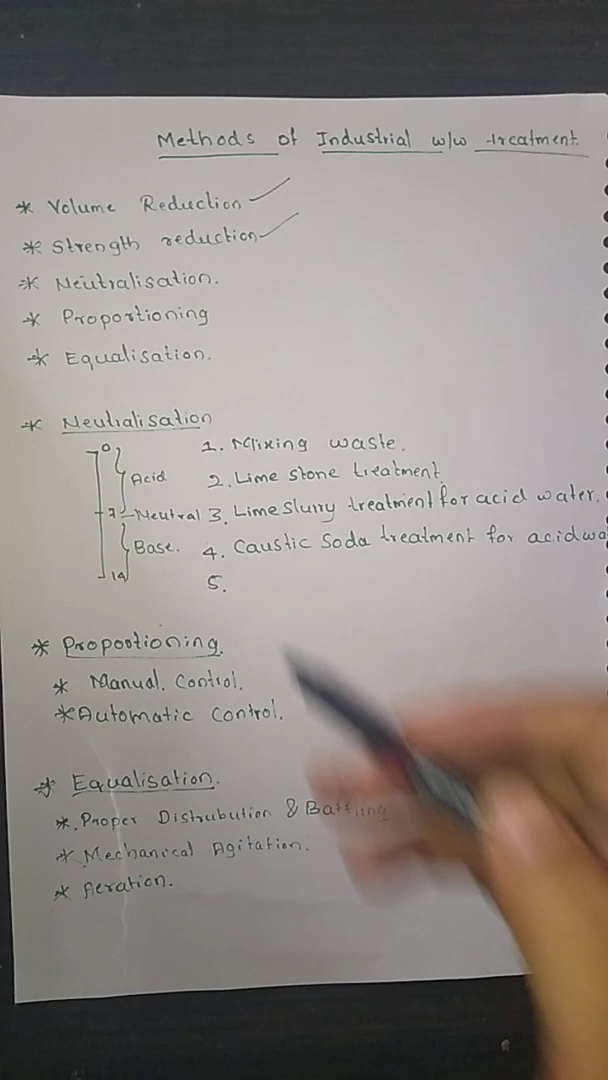 Methods of Industrial w/w treatment.
* Volume Reduction
* Strength reduction
* Neutralisation.
* Proportioning
* Equalisation.
* Neutralisation
0
Acid
7 Neutral
Base.
14
1. Mixing waste.
2. Lime stone treatment
3. Lime slurry treatment for acid water.
4. Caustic Soda treatment for acid wa
5.
* Propootioning.
* Manual. Control.
* Automatic Control.
* Equalisation.
* Proper Distrubution & Baffling
* Mechanical Agitation.
* Aeration.